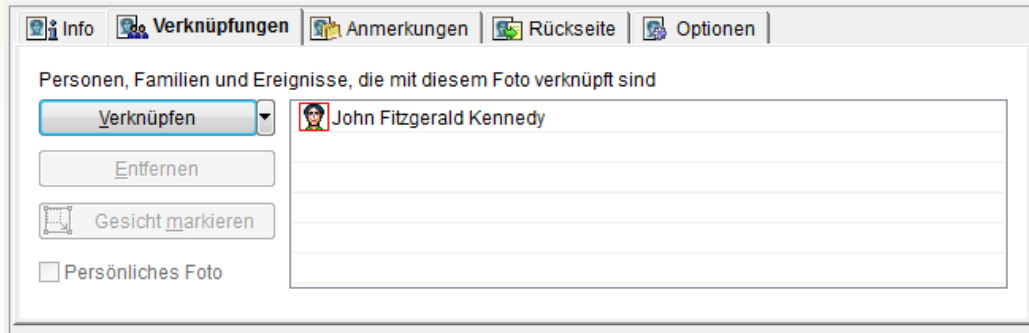 Info Verknüpfungen Anmerkungen Rückseite Optionen
Personen, Familien und Ereignisse, die mit diesem Foto verknüpft sind
Verknüpfen
John Fitzgerald Kennedy
Entfernen
Gesicht markieren
Persönliches Foto